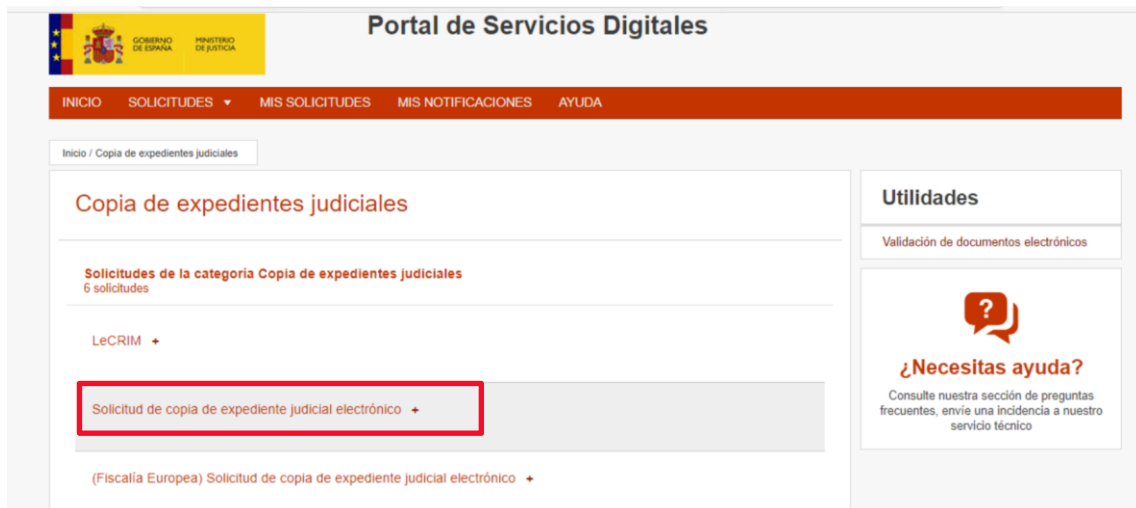 GOBIERNO DE ESPAÑA
MINISTERIO DE JUSTICIA
Portal de Servicios Digitales
INICIO SOLICITUDES MIS SOLICITUDES MIS NOTIFICACIONES AYUDA
Inicio / Copia de expedientes judiciales
Copia de expedientes judiciales
Solicitudes de la categoría Copia de expedientes judiciales
6 solicitudes
LeCRIM +
Solicitud de copia de expediente judicial electrónico +
(Fiscalía Europea) Solicitud de copia de expediente judicial electrónico +
Utilidades
Validación de documentos electrónicos
?
¿Necesitas ayuda?
Consulte nuestra sección de preguntas
frecuentes, envíe una incidencia a nuestro
servicio técnico